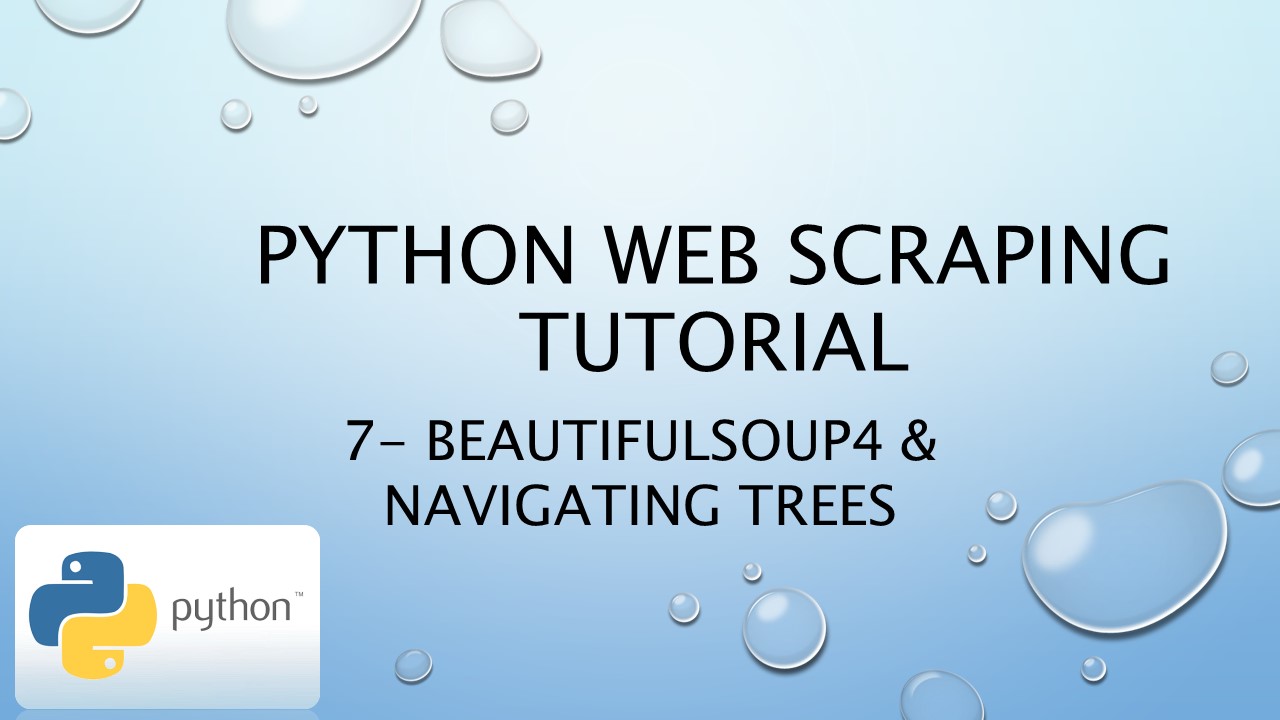 PYTHON WEB SCRAPING
TUTORIAL
7– BEAUTIFULSOUP4 &
NAVIGATING TREES
python™